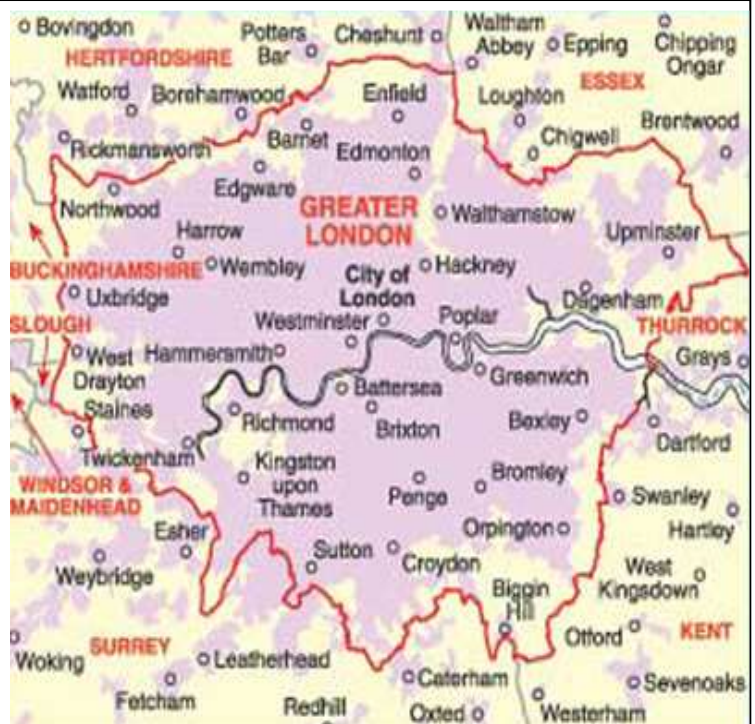 Bovingdon
Potters
Bar
Cheshunt
Waltham
Abbey
Epping
Chipping
Ongar
HERTFORDSHIRE
ESSEX
Watford
Borehamwood
Enfield
Loughton
Brentwood
Rickmansworth
Barnet
Edmonton
Chigwell
Edgware
Northwood
GREATER
LONDON
Walthamstow
Harrow
Upminster
BUCKINGHAMSHIRE
Wembley
City of
London
Hackney
Uxbridge
Dagenham
SLOUGH
Westminster
Poplar
THURROCK
West
Drayton
Hammersmith
Grays
Greenwich
Staines
Battersea
Richmond
Brixton
Bexley
Dartford
Twickenham
Kingston
upon
Thames
Penge
Bromley
WINDSOR &
MAIDENHEAD
Swanley
Hartley
Esher
Orpington
Sutton
Croydon
Weybridge
Biggin
Hill
West
Kingsdown
Otford
KENT
SURREY
Woking
Leatherhead
Fetcham
Caterham
Sevenoaks
Redhill
Oxted
Westerham